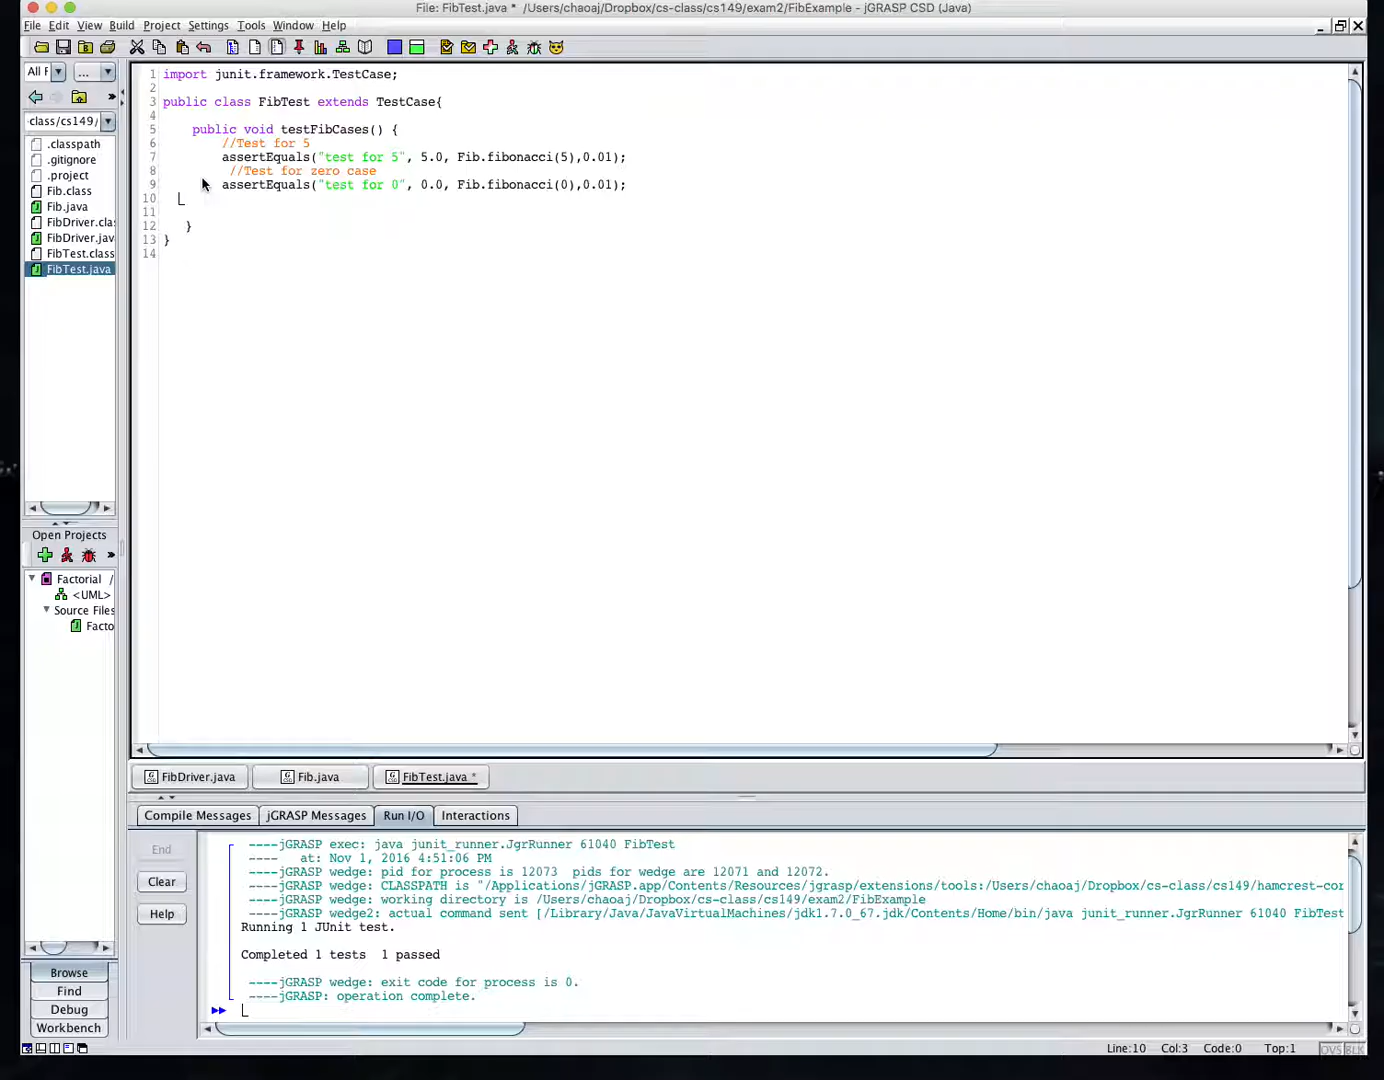 File: FibTest.java * /Users/chaoaj/Dropbox/cs-class/cs149/exam2/FibExample - jGRASP CSD (Java)
File Edit View Build Project Settings Tools Window Help
All F ...
class/cs149/
.classpath
.gitignore
.project
Fib.class
Fib.java
FibDriver.cla
FibDriver.jav
FibTest.class
FibTest.java
Open Projects
Factorial /
<UML>
Source Files
Facto
Browse
Find
Debug
Workbench
1 import junit.framework.TestCase;
2
3 public class FibTest extends TestCase{
4
5 public void testFibCases() {
6 //Test for 5
7 assertEquals("test for 5", 5.0, Fib.fibonacci(5),0.01);
8 //Test for zero case
9 assertEquals("test for 0", 0.0, Fib.fibonacci(0),0.01);
10
11
12 }
13 }
14
FibDriver.java Fib.java FibTest.java *
Compile Messages jGRASP Messages Run I/O Interactions
End
Clear
Help
----jGRASP exec: java junit_runner.JgrRunner 61040 FibTest
---- at: Nov 1, 2016 4:51:06 PM
----jGRASP wedge: pid for process is 12073 pids for wedge are 12071 and 12072.
----jGRASP wedge: CLASSPATH is "/Applications/jGRASP.app/Contents/Resources/jgrasp/extensions/tools:/Users/chaoaj/Dropbox/cs-class/cs149/hamcrest-cor
----jGRASP wedge: working directory is /Users/chaoaj/Dropbox/cs-class/cs149/exam2/FibExample
----jGRASP wedge2: actual command sent [/Library/Java/JavaVirtualMachines/jdk1.7.0_67.jdk/Contents/Home/bin/java junit_runner.JgrRunner 61040 FibTest
Running 1 JUnit test.
Completed 1 tests 1 passed
----jGRASP wedge: exit code for process is 0.
----jGRASP: operation complete.
Line:10 Col:3 Code:0 Top:1 OVS BLK